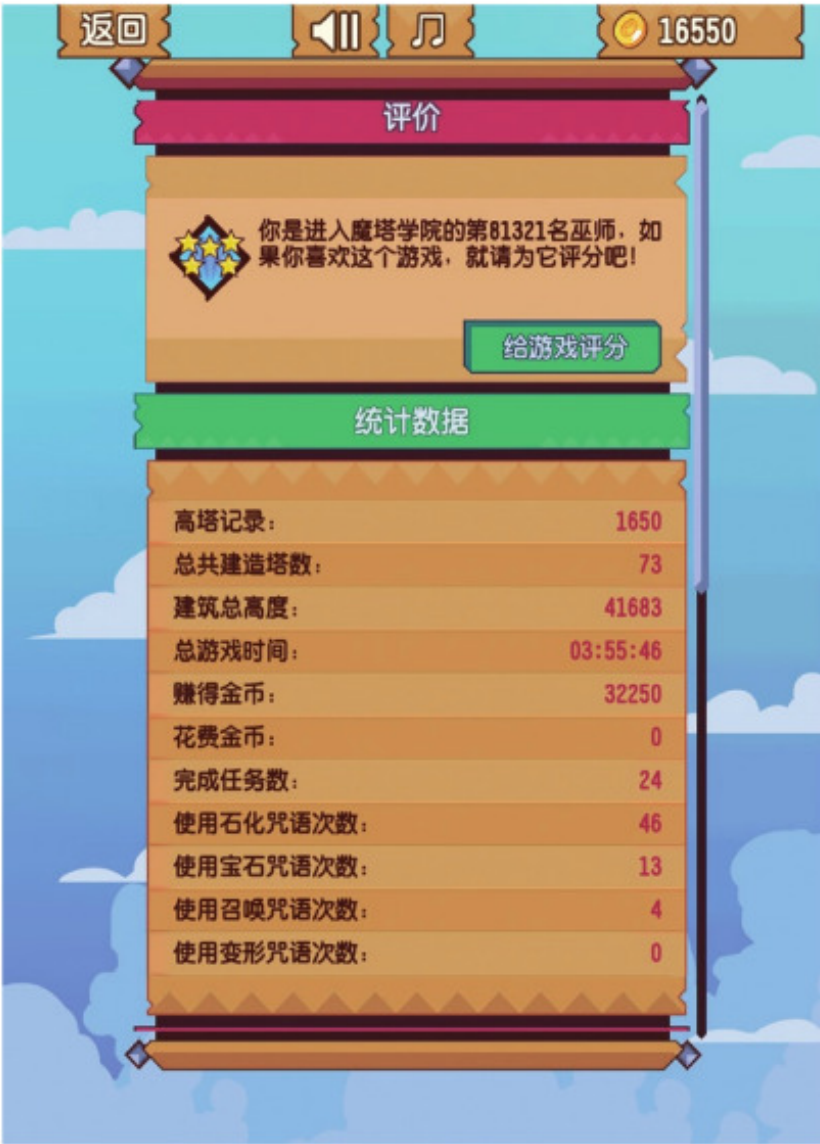 返回
16550
评价
你是进入魔塔学院的第81321名巫师，如
果你喜欢这个游戏，就请为它评分吧！
给游戏评分
统计数据
高塔记录： 1650
总共建造塔数： 73
建筑总高度： 41683
总游戏时间： 03:55:46
赚得金币： 32250
花费金币： 0
完成任务数： 24
使用石化咒语次数： 46
使用宝石咒语次数： 13
使用召唤咒语次数： 4
使用变形咒语次数： 0